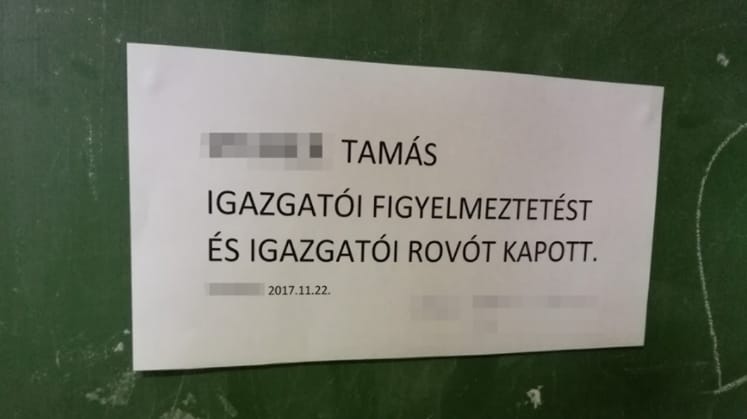 TAMÁS
IGAZGATÓI FIGYELMEZTETÉST
ÉS IGAZGATÓI ROVÓT KAPOTT.
2017.11.22.